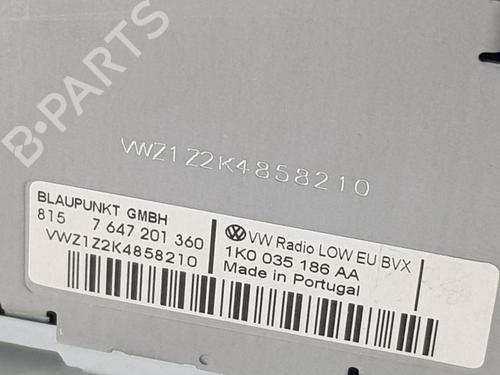 B-PARTS
VWZ1Z2K4858210
BLAUPUNKT GMBH
815 7 647 201 360
VWZ1Z2K4858210
VW Radio LOW EU BVX
1K0 035 186 AA
Made in Portugal